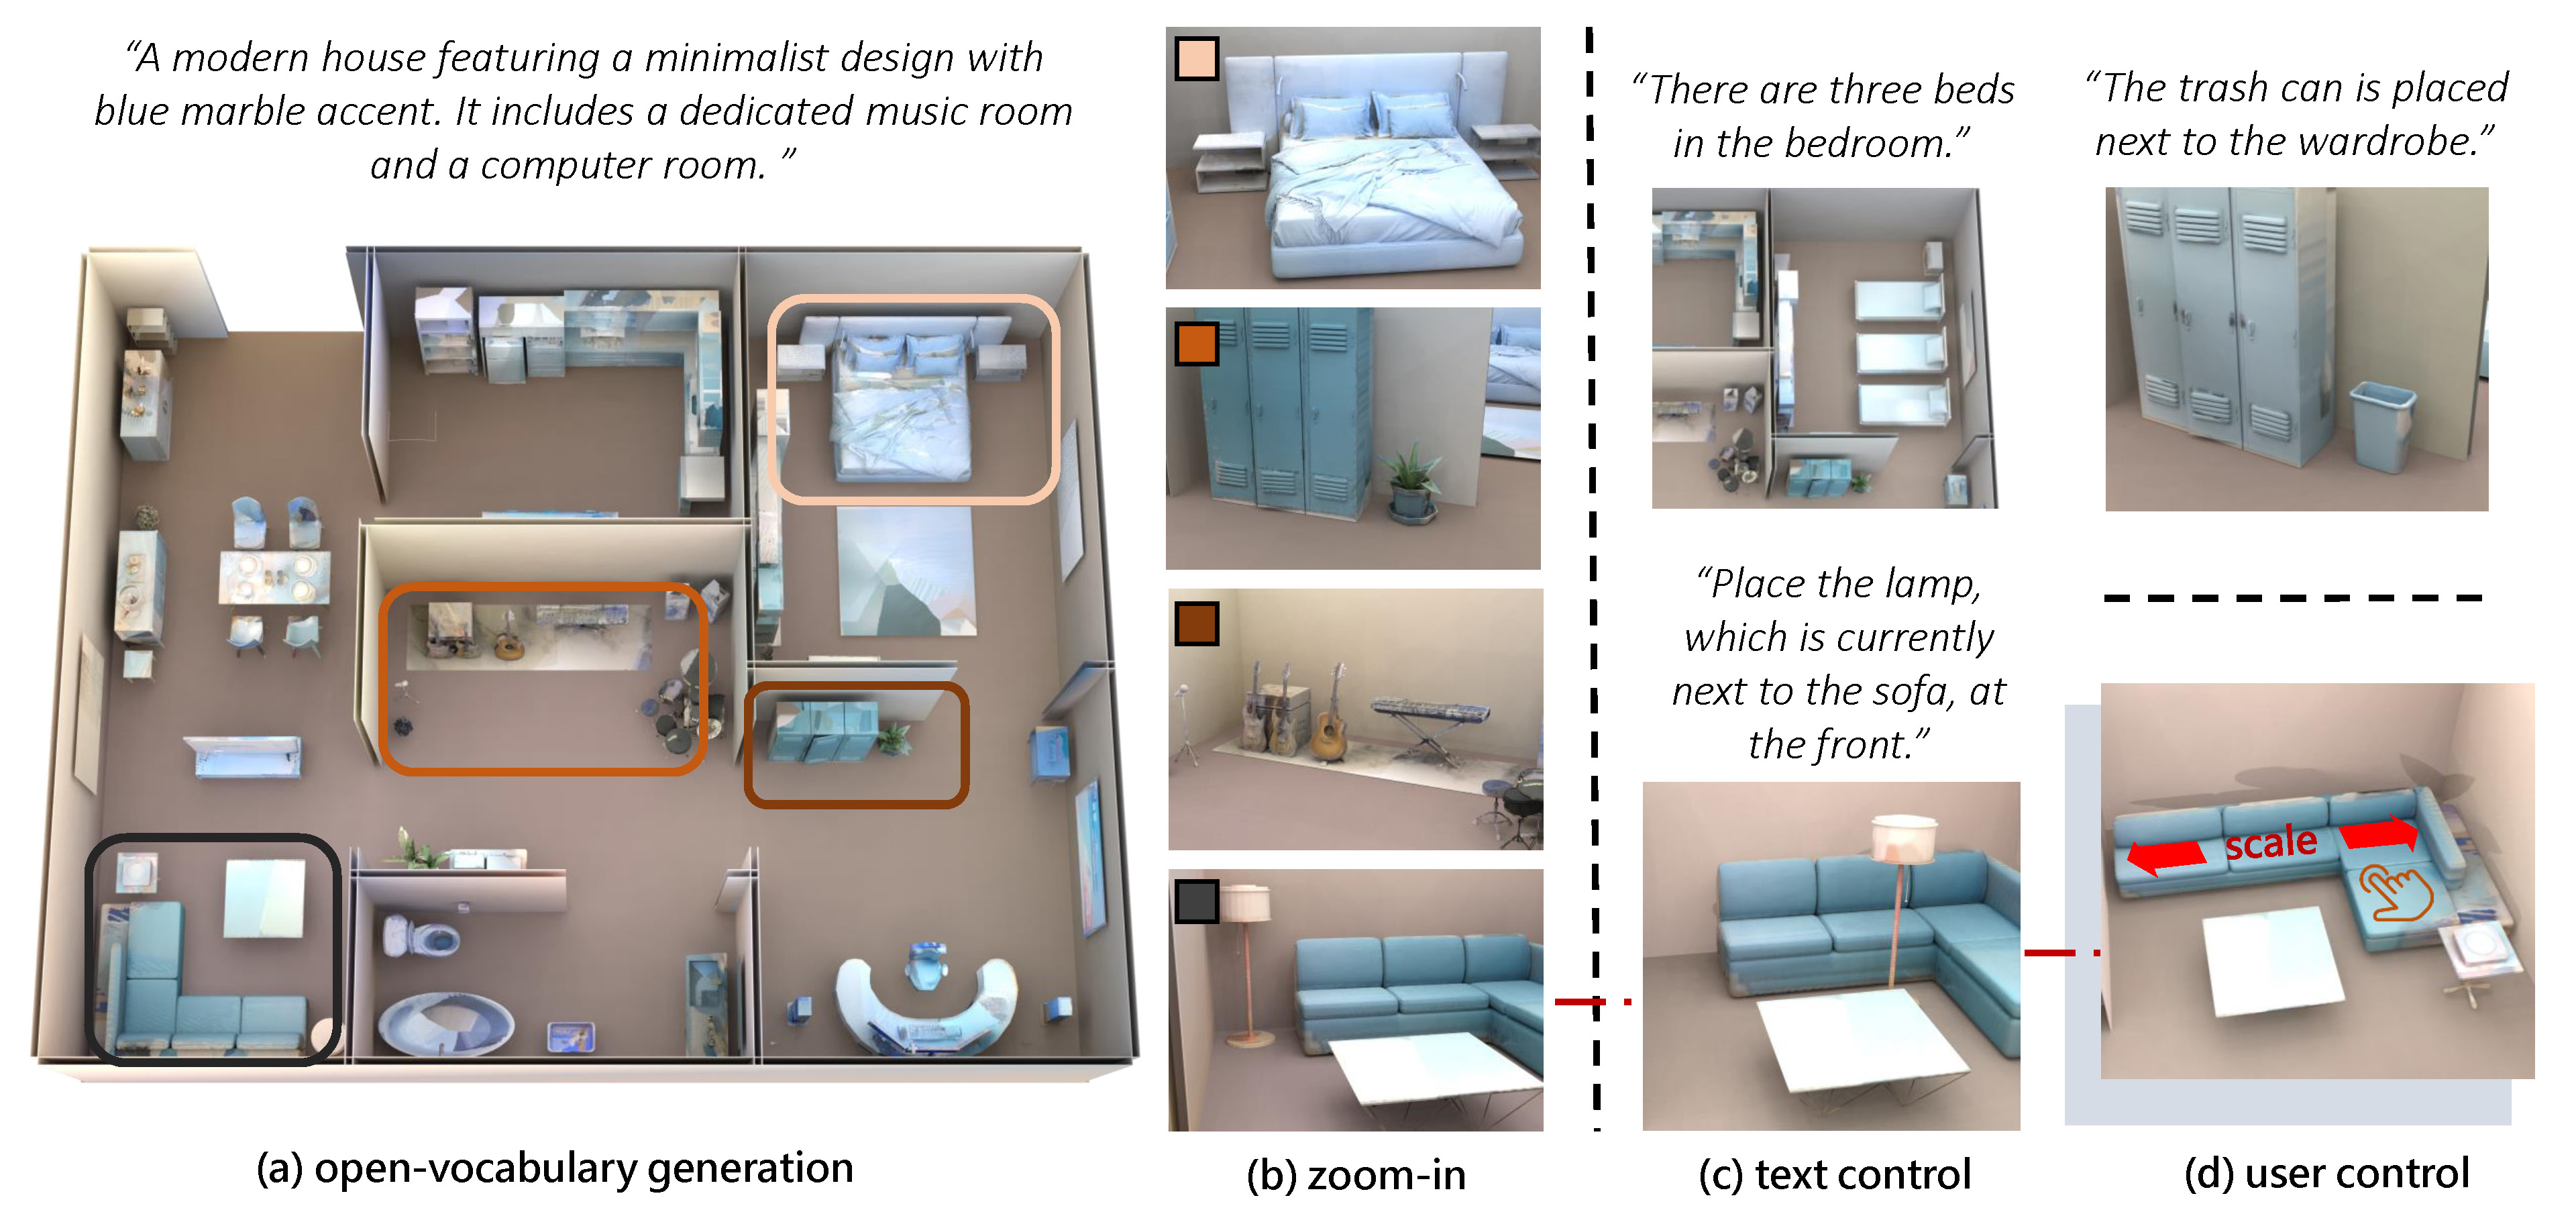 “A modern house featuring a minimalist design with
blue marble accent. It includes a dedicated music room
and a computer room. ”
“There are three beds
in the bedroom.”
“The trash can is placed
next to the wardrobe.”
“Place the lamp,
which is currently
next to the sofa, at
the front.”
scale
(a) open-vocabulary generation
(b) zoom-in
(c) text control
(d) user control